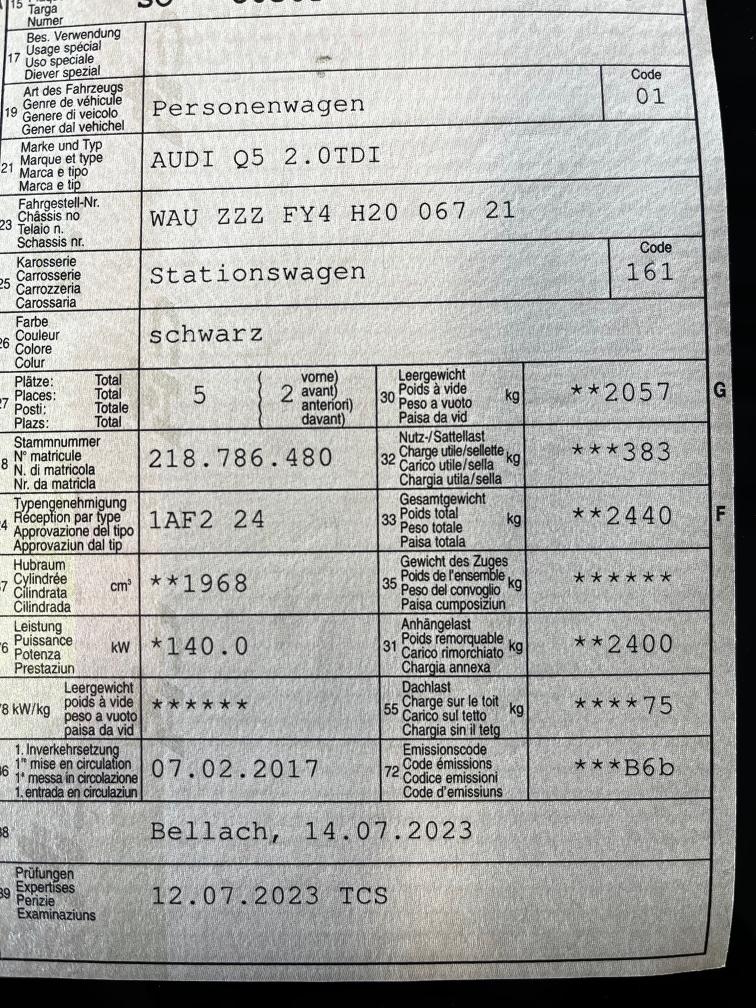 15
Targa
Numer
17 Bes. Verwendung
Usage spécial
Uso speciale
Diever spezial
19 Art des Fahrzeugs
Genre de véhicule
Genere di veicolo
Gener dal vehichel
Personenwagen
Code
01
21 Marke und Typ
Marque et type
Marca e tipo
Marca e tip
AUDI Q5 2.0TDI
23 Fahrgestell-Nr.
Châssis no
Telaio n.
Schassis nr.
WAU ZZZ FY4 H20 067 21
25 Karosserie
Carrosserie
Carrozzeria
Carossaria
Stationswagen
Code
161
26 Farbe
Couleur
Colore
Colur
schwarz
7 Plätze: Total
Places: Total
Posti: Totale
Plazs: Total
5 ( 2 vorne)
avant)
anteriori)
davant)
30 Leergewicht
Poids à vide
Peso a vuoto
Paisa da vid
kg
**2057
G
8 Stammnummer
N° matricule
N. di matricola
Nr. da matricla
218.786.480
32 Nutz-/Sattellast
Charge utile/sellette
Carico utile/sella
Chargia utila/sella
kg
***383
4 Typengenehmigung
Réception par type
Approvazione del tipo
Approvaziun dal tip
1AF2 24
33 Gesamtgewicht
Poids total
Peso totale
Paisa totala
kg
**2440
F
7 Hubraum
Cylindrée
Cilindrata
Cilindrada
cm³
**1968
35 Gewicht des Zuges
Poids de l'ensemble
Peso del convoglio
Paisa cumposiziun
kg
******
6 Leistung
Puissance
Potenza
Prestaziun
kW
*140.0
31 Anhängelast
Poids remorquable
Carico rimorchiato
Chargia annexa
kg
**2400
8 kW/kg
Leergewicht
poids à vide
peso a vuoto
paisa da vid
******
55 Dachlast
Charge sur le toit
Carico sul tetto
Chargia sin il tetg
kg
****75
6 1. Inverkehrsetzung
1re mise en circulation
1a messa in circolazione
1. entrada en circulaziun
07.02.2017
72 Emissionscode
Code émissions
Codice emissioni
Code d'emissiuns
***B6b
8 Bellach, 14.07.2023
9 Prüfungen
Expertises
Perizie
Examinaziuns
12.07.2023 TCS